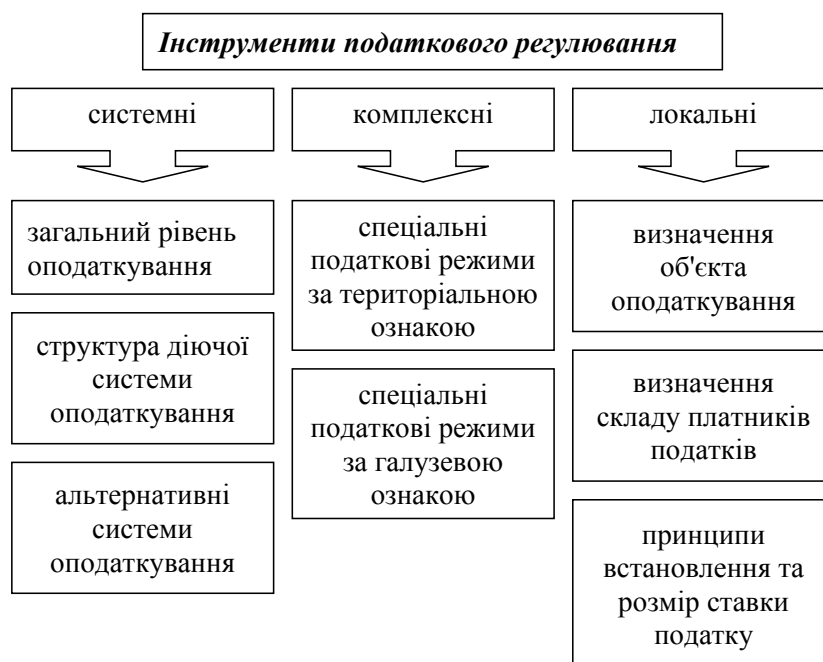 Інструменти податкового регулювання
системні
загальний рівень
оподаткування
структура діючої
системи
оподаткування
альтернативні
системи
оподаткування
комплексні
спеціальні
податкові режими
за територіальною
ознакою
спеціальні
податкові режими
за галузевою
ознакою
локальні
визначення
об'єкта
оподаткування
визначення
складу платників
податків
принципи
встановлення та
розмір ставки
податку